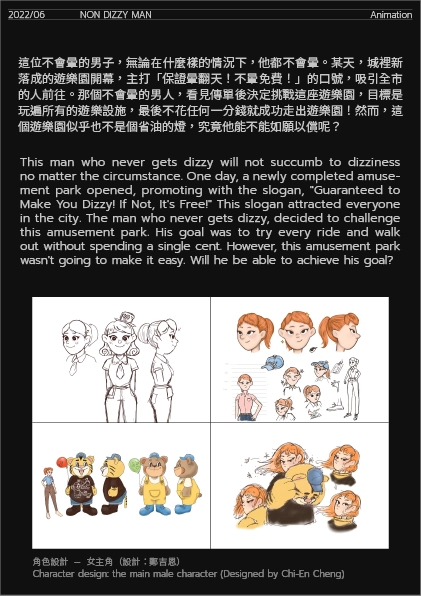 2022/06 NON DIZZY MAN Animation
這位不會暈的男子，無論在什麼樣的情況下，他都不會暈。某天，城裡新
落成的遊樂園開幕，主打「保證暈翻天！不暈免費！」的口號，吸引全市
的人前往。那個不會暈的男人，看見傳單後決定挑戰這座遊樂園，目標是
玩遍所有的遊樂設施，最後不花任何一分錢就成功走出遊樂園！然而，這
個遊樂園似乎也不是個省油的燈，究竟他能不能如願以償呢？
This man who never gets dizzy will not succumb to dizziness
no matter the circumstance. One day, a newly completed amuse-
ment park opened, promoting with the slogan, "Guaranteed to
Make You Dizzy! If Not, It's Free!" This slogan attracted everyone
in the city. The man who never gets dizzy, decided to challenge
this amusement park. His goal was to try every ride and walk
out without spending a single cent. However, this amusement park
wasn't going to make it easy. Will he be able to achieve his goal?
角色設計 — 女主角（設計：鄭吉恩）
Character design: the main male character (Designed by Chi-En Cheng)